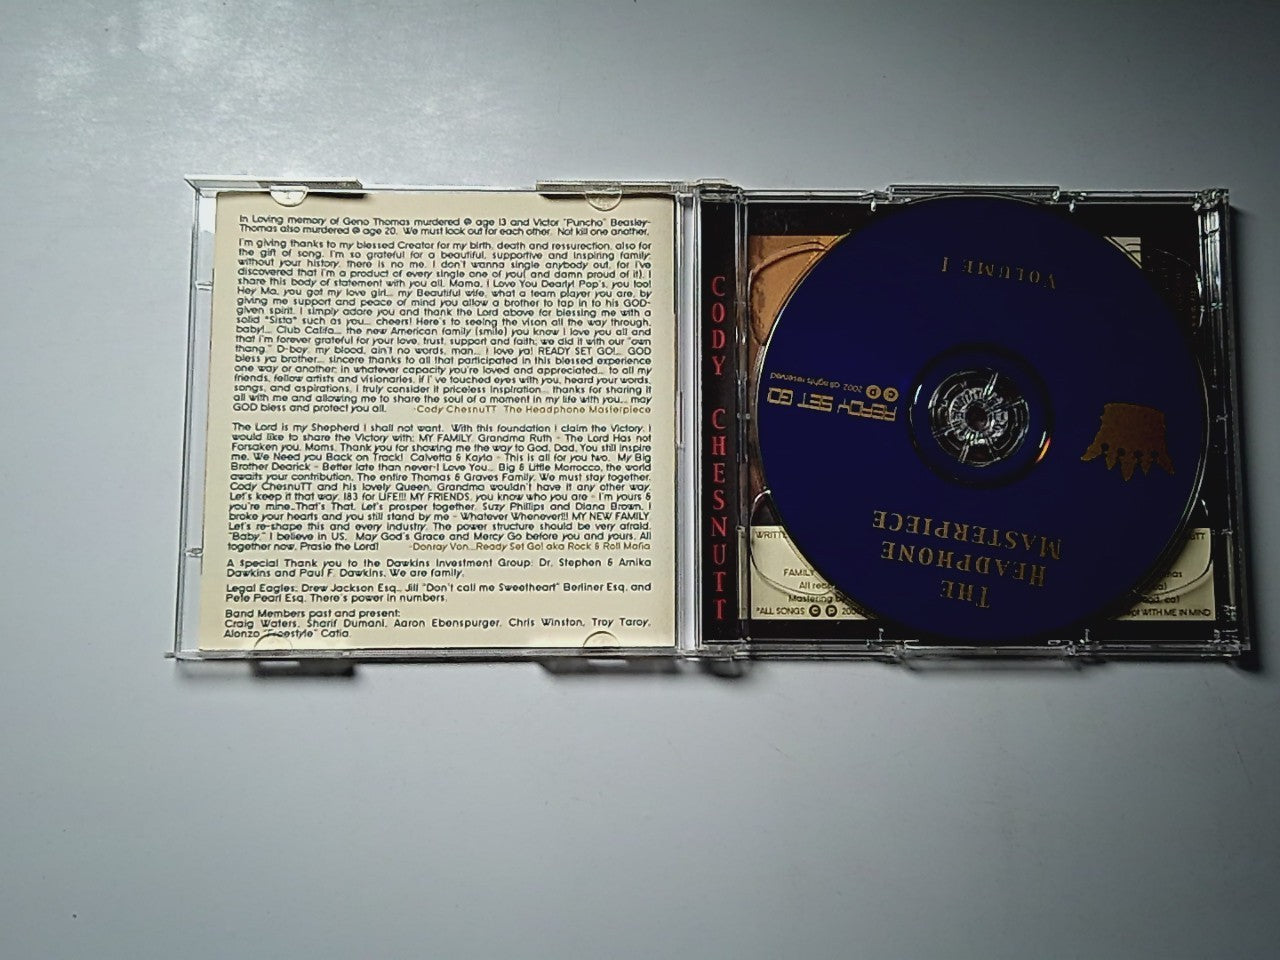 In Loving memory of Geno Thomas murdered @ age 13 and Victor "Puncho" Beasley-
Thomas also murdered @ age 20. We must look out for each other. Not kill one another.
I'm giving thanks to my blessed Creator for my birth, death and ressurection, also for
the gift of song. I'm so grateful for a beautiful, supportive and inspiring family;
without your history, there is no me. I don't wanna single anybody out, for i've
discovered that i'm a product of every single one of you( and damn proud of it). I
share this body of statement with you all. Mama, I Love You Dearly! Pop's, you too!
Hey Ma, you got my love girl... my Beautiful wife, what a team player you are, by
giving me support and peace of mind you allow a brother to tap in to his GOD-
given spirit. I simply adore you and thank the Lord above for blessing me with a
solid "Sista" such as you... cheers! Here's to seeing the vison all the way through,
baby!... Club Califa... the new American family (smile) you know I love you all and
that i'm forever grateful for your love, trust, support and faith; we did it with our "own
thang." D-boy, my blood, ain't no words, man... I love ya! READY SET GO!... GOD
bless ya brother... sincere thanks to all that participated in this blessed experience
one way or another; in whatever capacity you're loved and appreciated... to all my
friends, fellow artists and visionaries, if I've touched eyes with you, heard your words,
songs, and aspirations, I truly consider it priceless inspiration... thanks for sharing it
all with me and allowing me to share the soul of a moment in my life with you... may
GOD bless and protect you all. -Cody ChesnuTT The Headphone Masterpiece
The Lord is my Shepherd I shall not want. With this foundation I claim the Victory. I
would like to share the Victory with: MY FAMILY, Grandma Ruth - The Lord Has not
Forsaken you, Moms, Thank you for showing me the way to God, Dad, You still inspire
me. We Need you Back on Track! Calvetta & Kayla - This is all for you two. My Big
Brother Dearick - Better late than never-I Love You... Big & Little Morrocco, the world
awaits your contribution. The entire Thomas & Graves Family, We must stay together.
Cody ChesnuTT and his lovely Queen, Grandma wouldn't have it any other way.
Let's keep it that way. 183 for LIFE!!! MY FRIENDS, you know who you are - I'm yours &
you're mine...That's That. Let's prosper together. Suzy Phillips and Diana Brown, I
broke your hearts and you still stand by me - Whatever Whenever!!! MY NEW FAMILY,
Let's re-shape this and every industry. The power structure should be very afraid.
"Baby," I believe in US. May God's Grace and Mercy Go before you and yours. All
together now, Prasie the Lord! -Donray Von...Ready Set Go! aka Rock & Roll Mafia
A Special Thank you to the Dawkins Investment Group: Dr. Stephen & Arnika
Dawkins and Paul F. Dawkins. We are family.
Legal Eagles: Drew Jackson Esq., Jill "Don't call me Sweetheart" Berliner Esq. and
Pete Pearl Esq. There's power in numbers.
Band Members past and present:
Craig Waters, Sharif Dumani, Aaron Ebenspurger, Chris Winston, Troy Taroy,
Alonzo "Freestyle" Catia.
CODY CHESNUTT
THE
HEADPHONE
MASTERPIECE
READY SET GO
© ℗ 2002 all rights reserved
VOLUME I
WRITT
FAMILY
All reco
Mastering b
*ALL SONGS © ℗ 200
WITH ME IN MIND